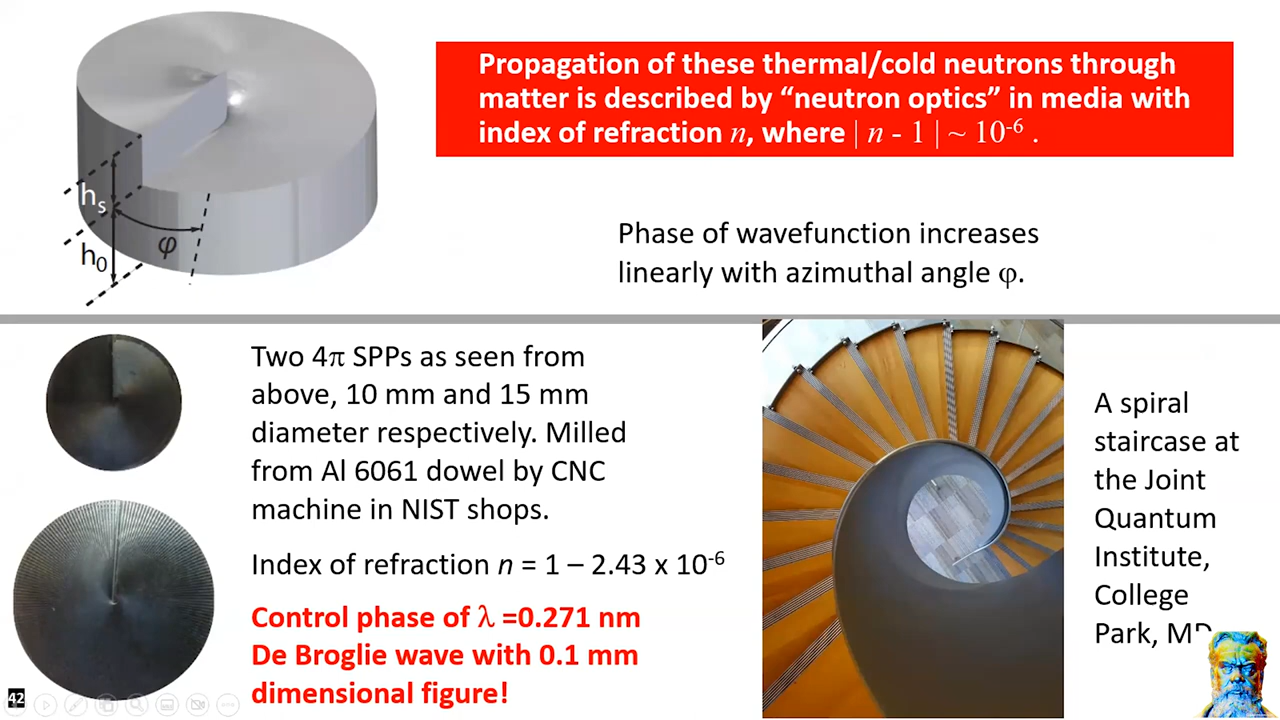 Propagation of these thermal/cold neutrons through
matter is described by “neutron optics” in media with
index of refraction n, where | n - 1 | ~ 10⁻⁶ .
hs
φ
h0
Phase of wavefunction increases
linearly with azimuthal angle φ.
Two 4π SPPs as seen from
above, 10 mm and 15 mm
diameter respectively. Milled
from Al 6061 dowel by CNC
machine in NIST shops.
Index of refraction n = 1 – 2.43 x 10⁻⁶
Control phase of λ =0.271 nm
De Broglie wave with 0.1 mm
dimensional figure!
A spiral
staircase at
the Joint
Quantum
Institute,
College
Park, MD
42